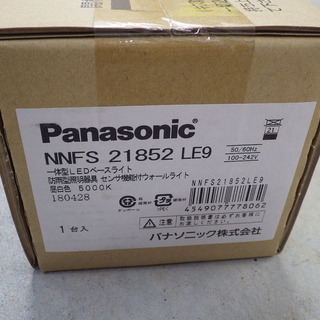 Panasonic
NNFS 21852 LE9
50/60Hz
100-242V
一体型LEDベースライト
防雨型照明器具 センサ機能付ウォールライト
昼白色 5000K
180428
NNFS21852LE9
4549077778062
1台入
パナソニック株式会社